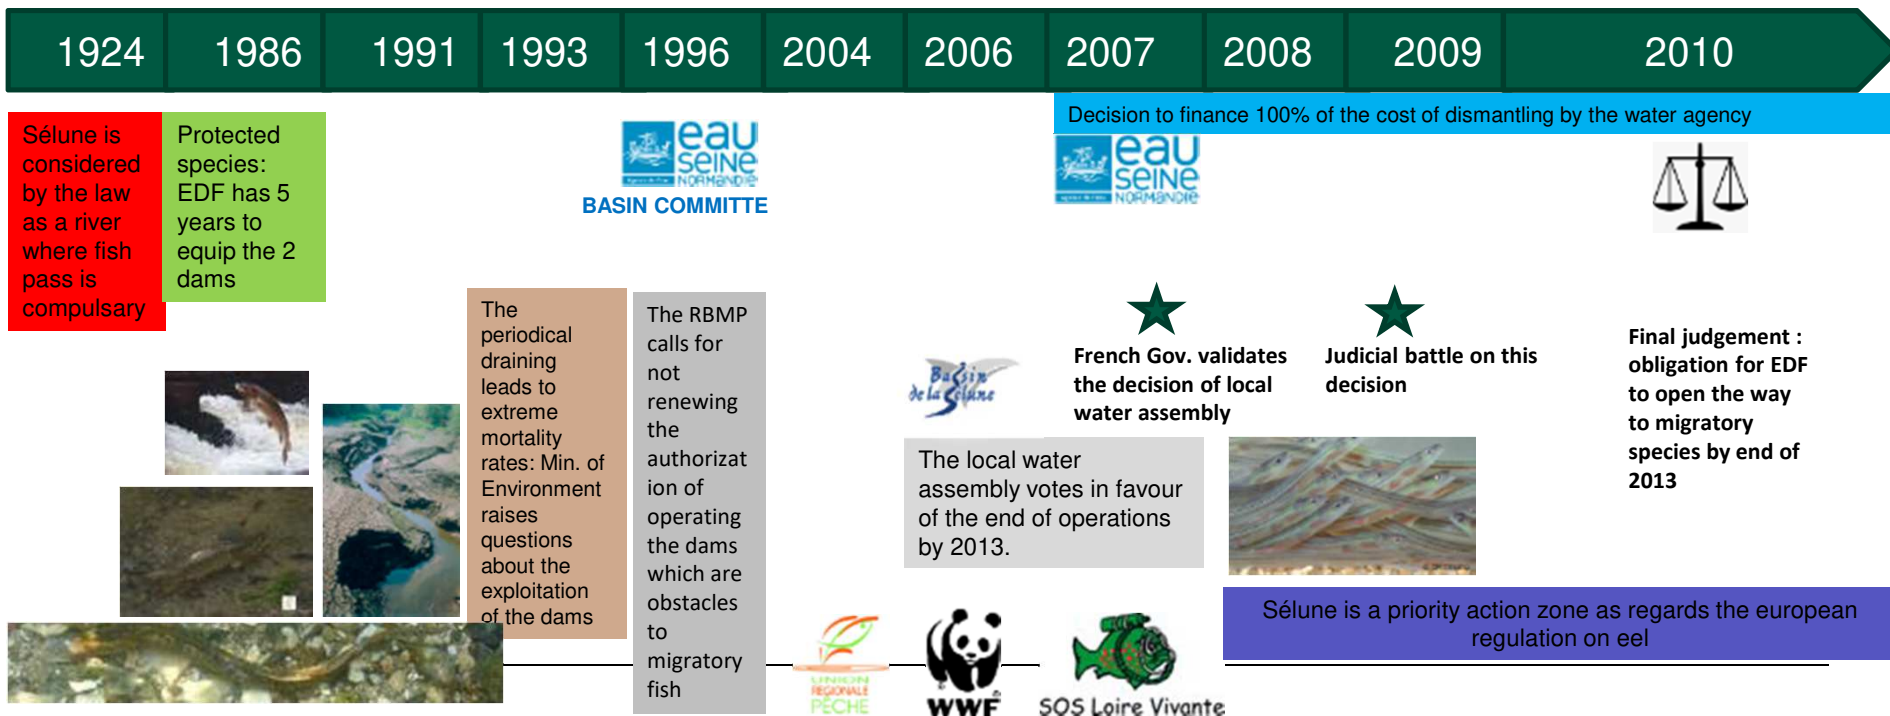 1924 1986 1991 1993 1996 2004 2006 2007 2008 2009 2010
Decision to finance 100% of the cost of dismantling by the water agency
Sélune is
considered
by the law
as a river
where fish
pass is
compulsary
Protected
species:
EDF has 5
years to
equip the 2
dams
eau
SEINE
NORMANDIE
BASIN COMMITTE
eau
SEINE
NORMANDIE
The
periodical
draining
leads to
extreme
mortality
rates: Min. of
Environment
raises
questions
about the
exploitation
of the dams
The RBMP
calls for
not
renewing
the
authorizat
ion of
operating
the dams
which are
obstacles
to
migratory
fish
Bassin
de la Sélune
The local water
assembly votes in favour
of the end of operations
by 2013.
French Gov. validates
the decision of local
water assembly
Judicial battle on this
decision
Final judgement :
obligation for EDF
to open the way
to migratory
species by end of
2013
Sélune is a priority action zone as regards the european
regulation on eel
UNION
REGIONALE
PÊCHE
WWF
SOS Loire Vivante